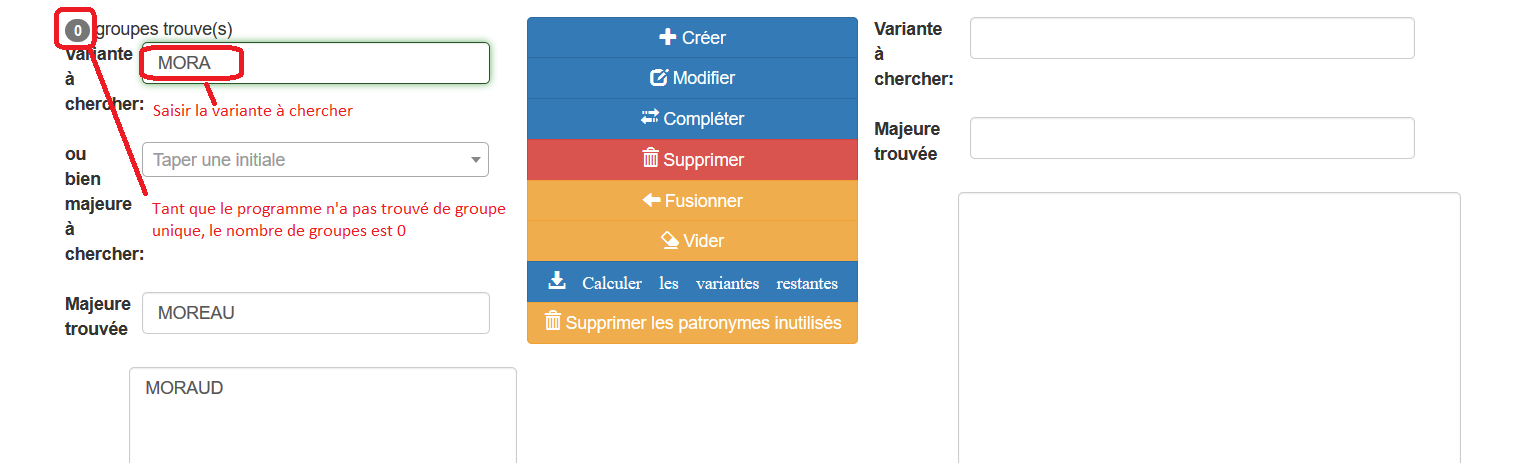 0 groupes trouve(s)
Variante
à
chercher:
MORA
Saisir la variante à chercher
ou
bien
majeure
à
chercher:
Taper une initiale
Tant que le programme n'a pas trouvé de groupe
unique, le nombre de groupes est 0
Majeure
trouvée
MOREAU
MORAUD
Créer
Modifier
Compléter
Supprimer
Fusionner
Vider
Calculer les variantes restantes
Supprimer les patronymes inutilisés
Variante
à
chercher:
Majeure
trouvée